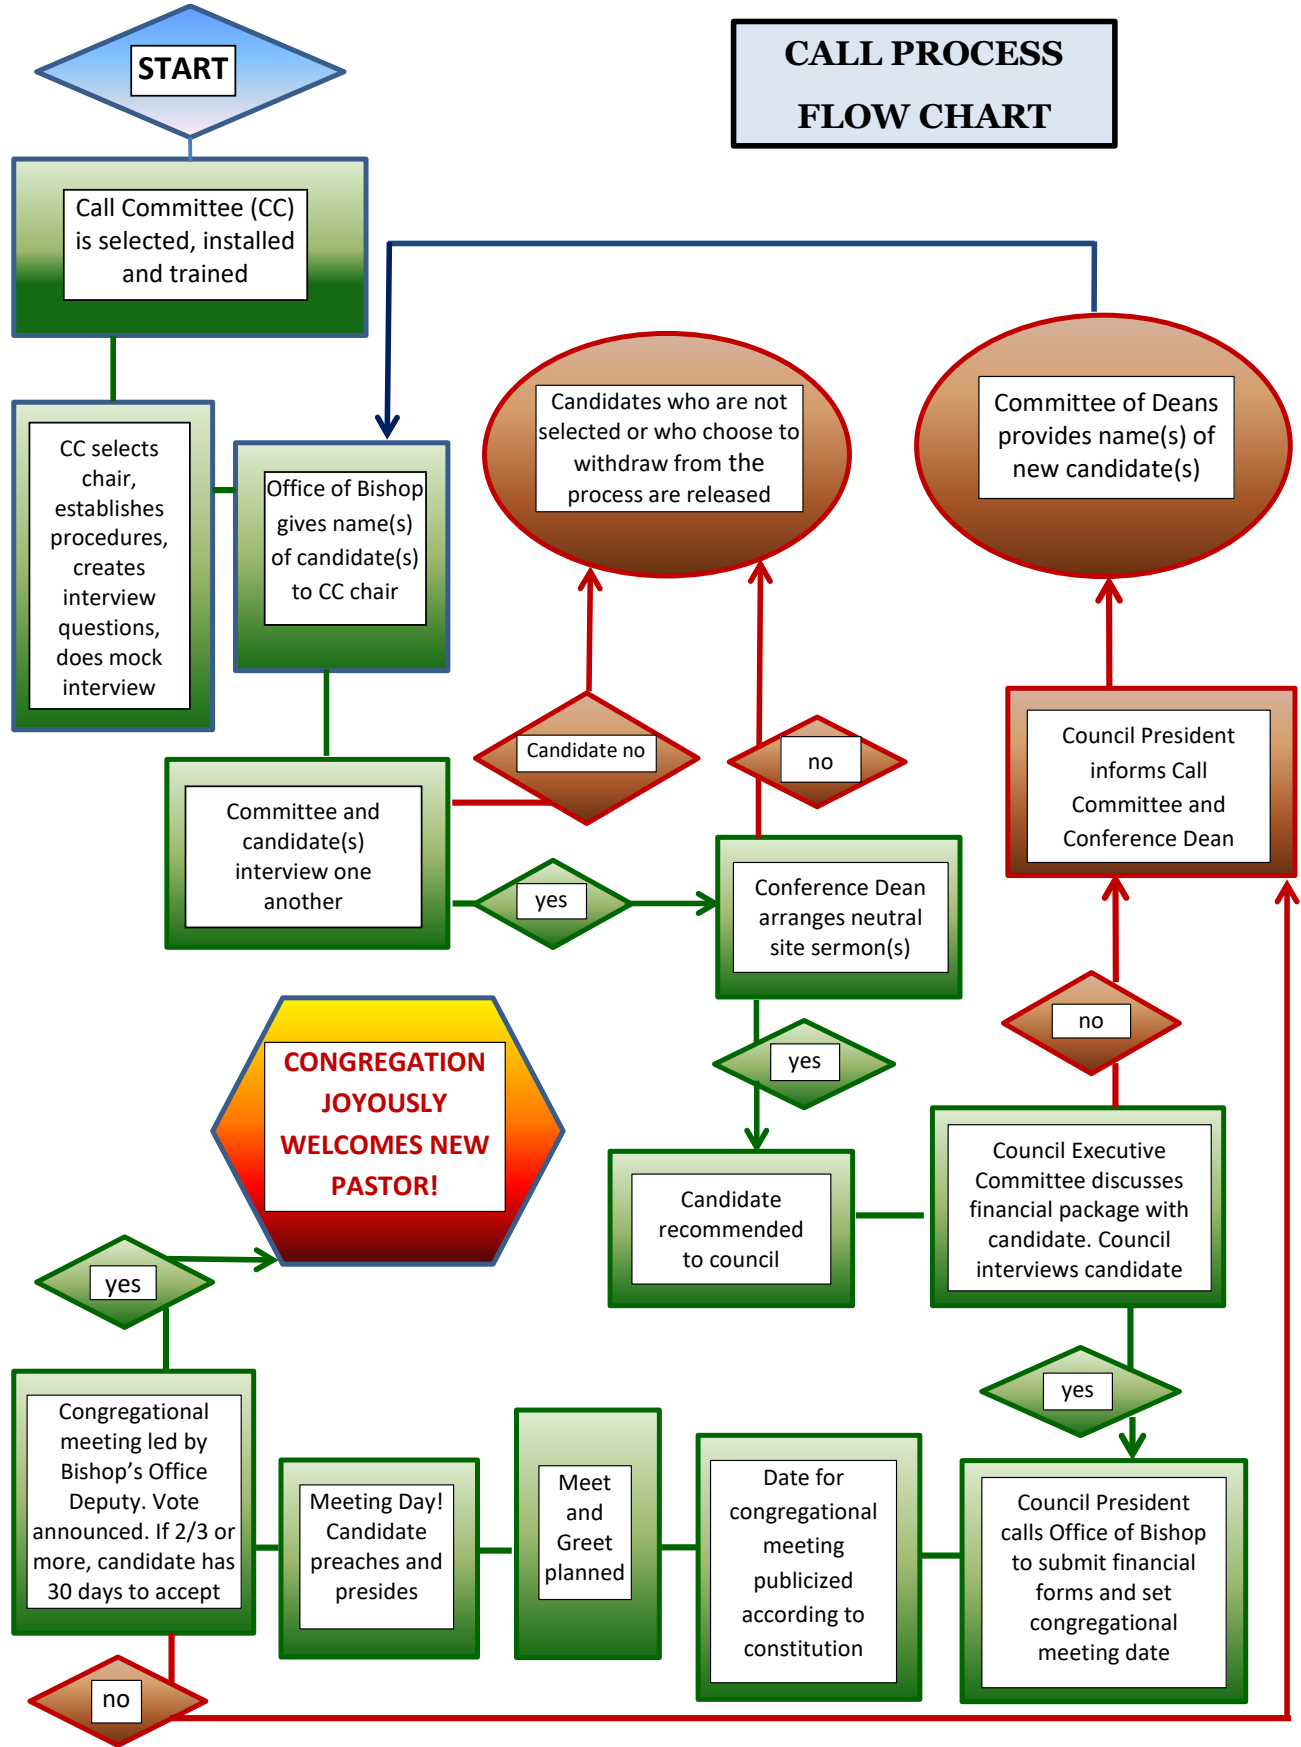 START
CALL PROCESS
FLOW CHART
Call Committee (CC)
is selected, installed
and trained
CC selects
chair,
establishes
procedures,
creates
interview
questions,
does mock
interview
Office of Bishop
gives name(s)
of candidate(s)
to CC chair
Candidates who are not
selected or who choose to
withdraw from the
process are released
Committee of Deans
provides name(s) of
new candidate(s)
Candidate no
no
Council President
informs Call
Committee and
Conference Dean
Committee and
candidate(s)
interview one
another
yes
Conference Dean
arranges neutral
site sermon(s)
no
yes
CONGREGATION
JOYOUSLY
WELCOMES NEW
PASTOR!
Candidate
recommended
to council
Council Executive
Committee discusses
financial package with
candidate. Council
interviews candidate
yes
yes
Congregational
meeting led by
Bishop’s Office
Deputy. Vote
announced. If 2/3 or
more, candidate has
30 days to accept
Meeting Day!
Candidate
preaches and
presides
Meet
and
Greet
planned
Date for
congregational
meeting
publicized
according to
constitution
Council President
calls Office of Bishop
to submit financial
forms and set
congregational
meeting date
no